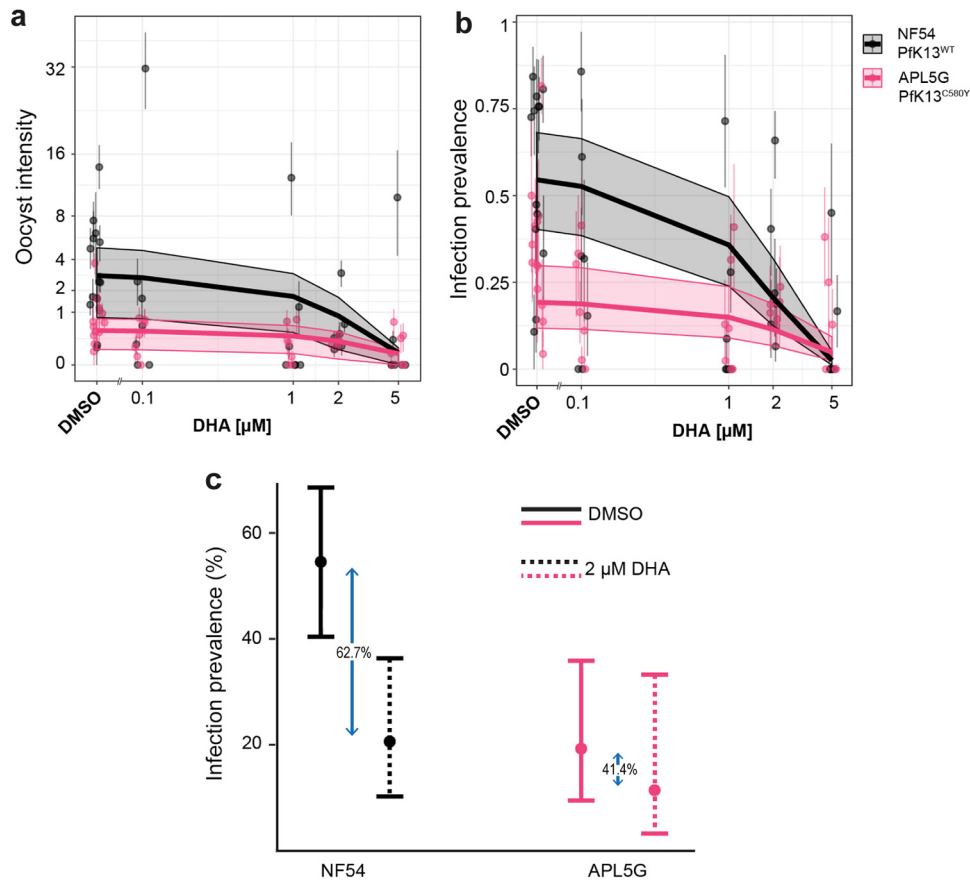 a
Oocyst intensity
32
16
8
4
2
1
0
DMSO
0.1
1
2
5
DHA [µM]
b
Infection prevalence
1
0.75
0.5
0.25
0
DMSO
0.1
1
2
5
DHA [µM]
NF54
PfK13WT
APL5G
PfK13C580Y
c
Infection prevalence (%)
60
40
20
62.7%
41.4%
DMSO
2 µM DHA
NF54
APL5G